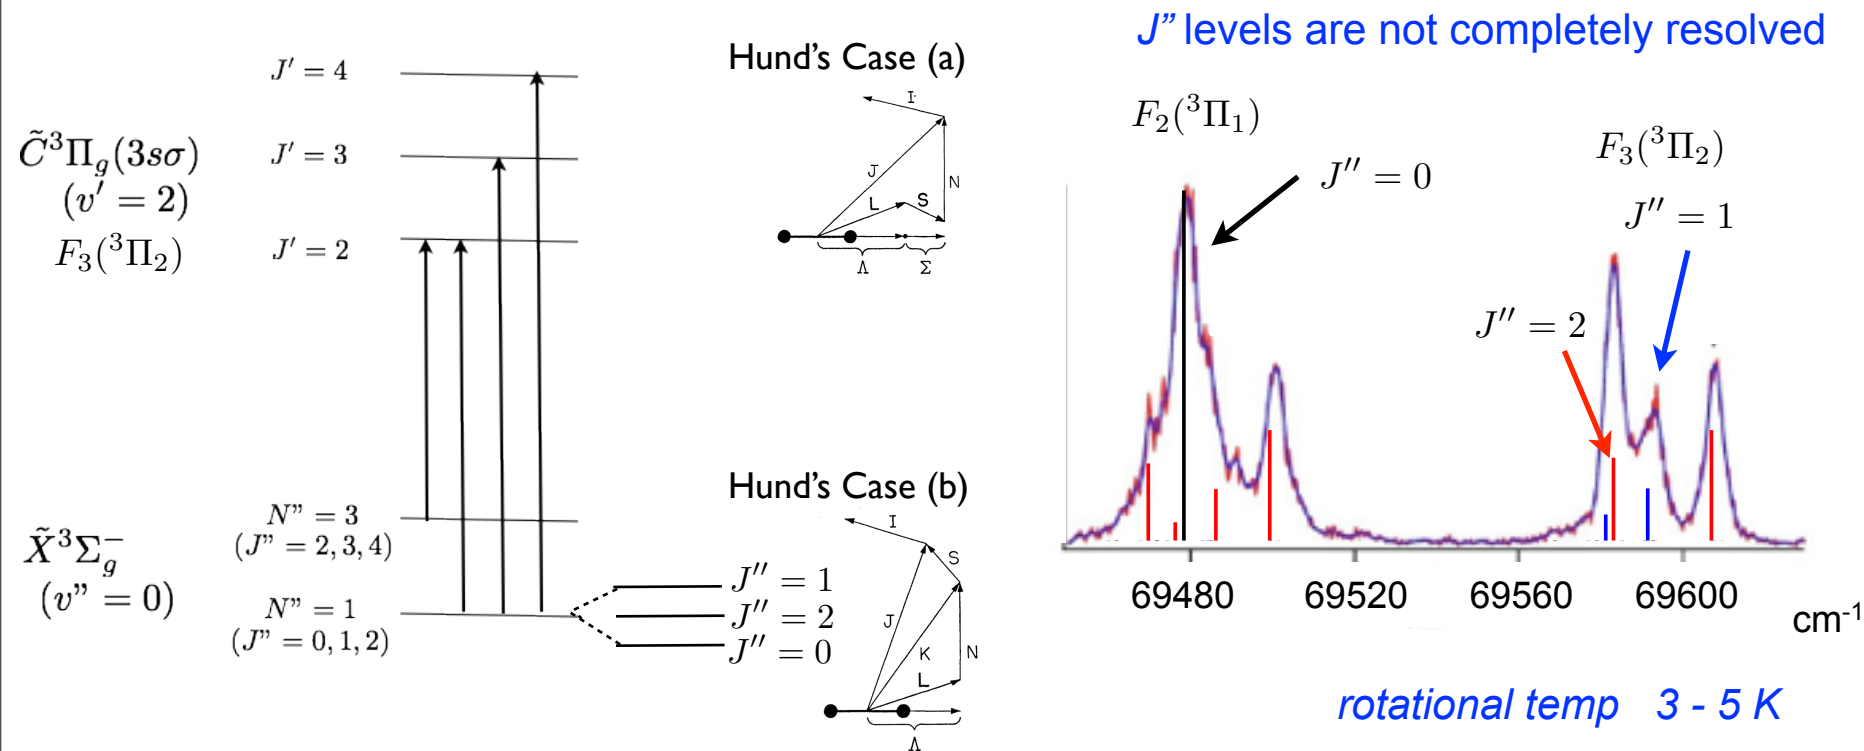 J” levels are not completely resolved
Hund's Case (a)
J′ = 4
J′ = 3
J′ = 2
C̃³Π_g(3sσ)
(v′ = 2)
F₃(³Π₂)
I
J
N
L
S
Λ
Σ
F₂(³Π₁)
J″ = 0
F₃(³Π₂)
J″ = 1
J″ = 2
69480
69520
69560
69600
cm⁻¹
Hund's Case (b)
X̃³Σ_g⁻
(v” = 0)
N” = 3
(J” = 2, 3, 4)
N” = 1
(J” = 0, 1, 2)
J″ = 1
J″ = 2
J″ = 0
I
S
J
K
N
L
Λ
rotational temp 3 - 5 K